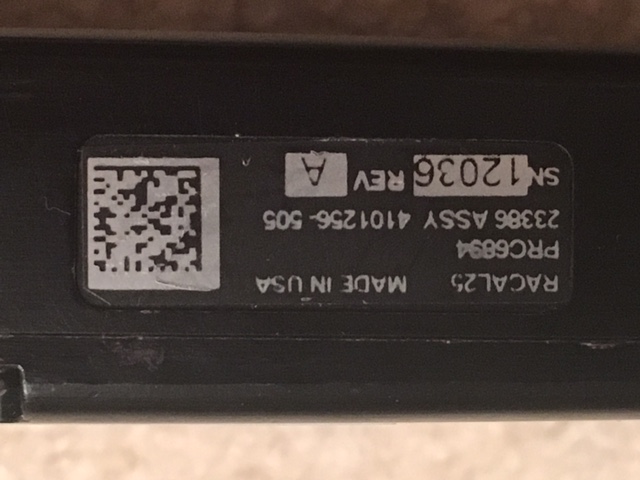 RACAL25 MADE IN USA
PRC6894
23386 ASSY 4101256-505
SN 12036 REV A